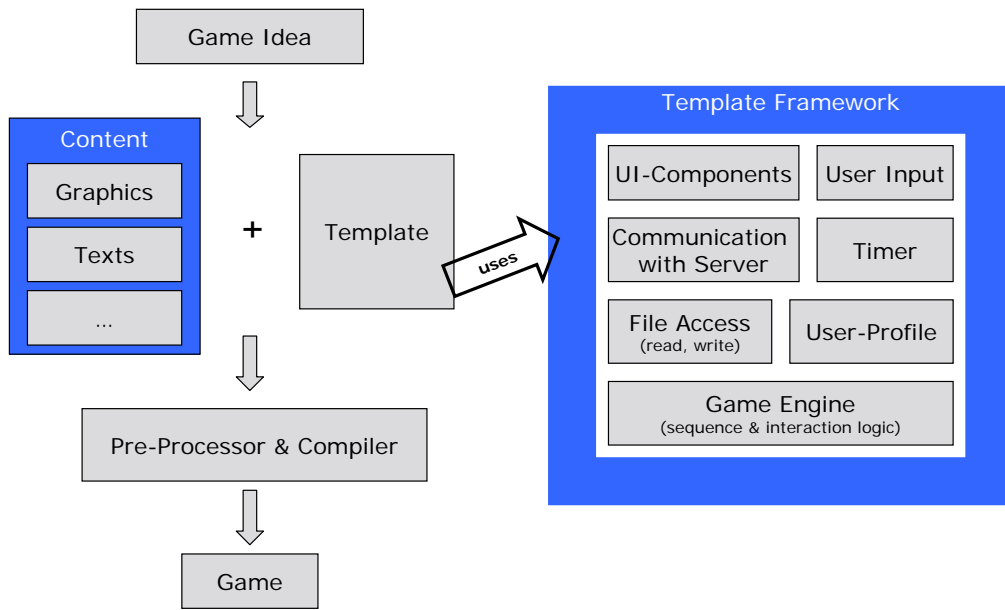 Game Idea
Content
Graphics
Texts
...
+
Template
uses
Template Framework
UI-Components
User Input
Communication
with Server
Timer
File Access
(read, write)
User-Profile
Game Engine
(sequence & interaction logic)
Pre-Processor & Compiler
Game